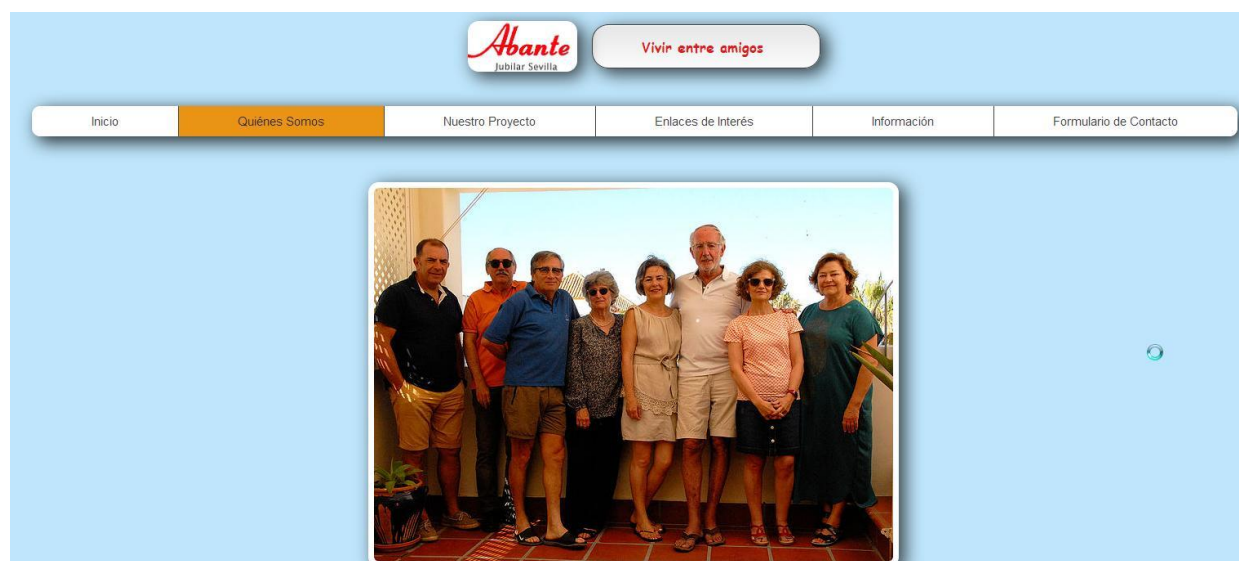 Abante
Jubilar Sevilla
Vivir entre amigos
Inicio
Quiénes Somos
Nuestro Proyecto
Enlaces de Interés
Información
Formulario de Contacto